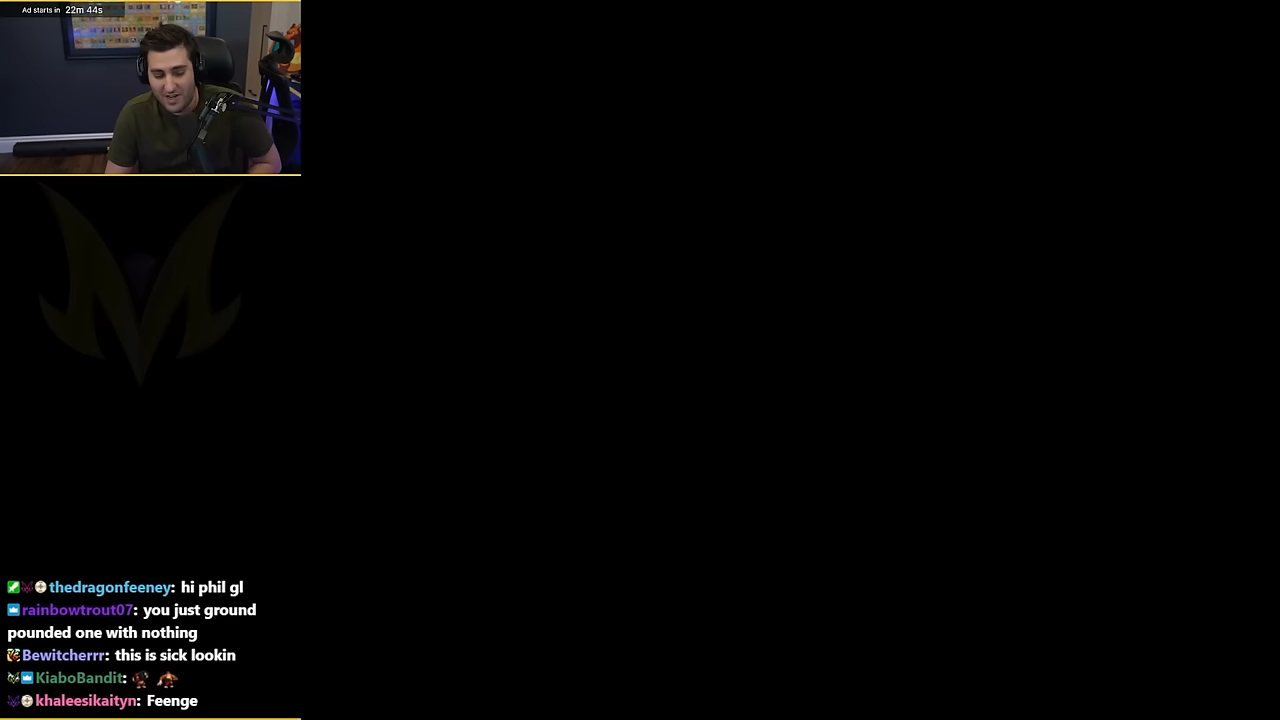 Ad starts in 22m 44s
thedragonfeeney: hi phil gl
rainbowtrout07: you just ground
pounded one with nothing
Bewitcherrr: this is sick lookin
KiaboBandit:
khaleesikaityn: Feenge